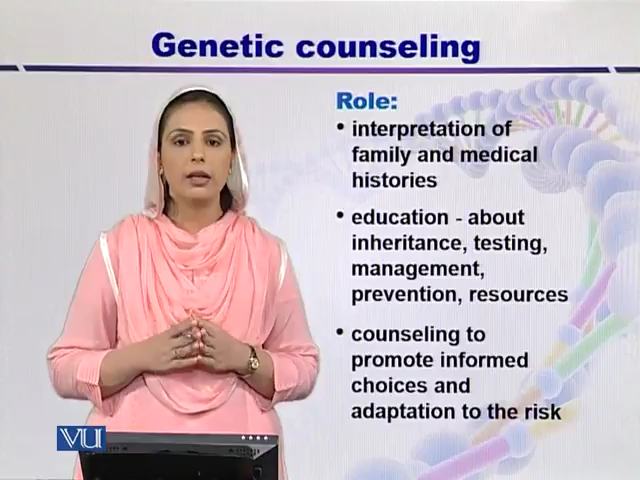 Genetic counseling
Role:
• interpretation of
family and medical
histories
• education - about
inheritance, testing,
management,
prevention, resources
• counseling to
promote informed
choices and
adaptation to the risk
VU